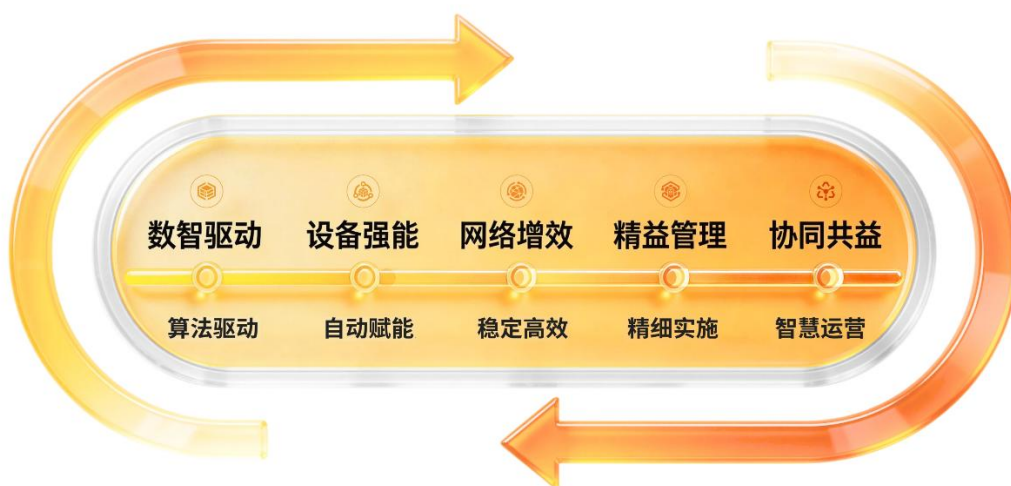 数智驱动 设备强能 网络增效 精益管理 协同共益
算法驱动 自动赋能 稳定高效 精细实施 智慧运营